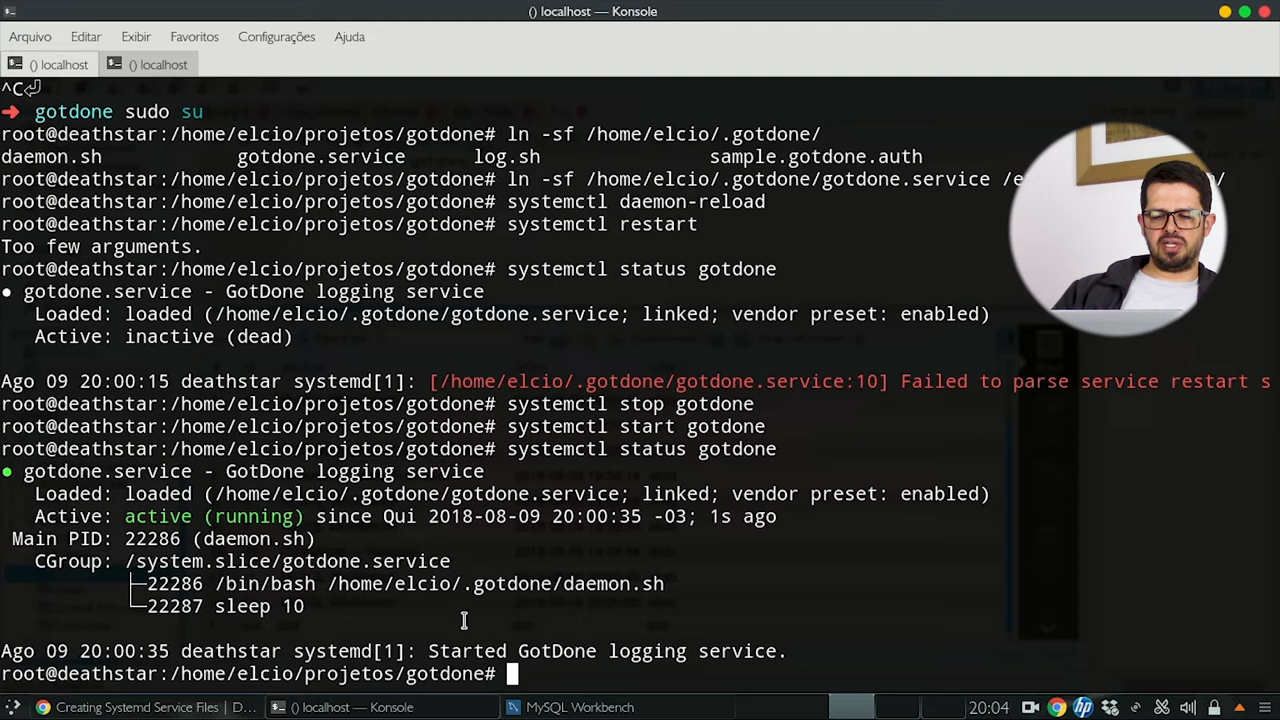 () localhost — Konsole
Arquivo Editar Exibir Favoritos Configurações Ajuda
() localhost () localhost
^C
➜ gotdone sudo su
root@deathstar:/home/elcio/projetos/gotdone# ln -sf /home/elcio/.gotdone/
daemon.sh gotdone.service log.sh sample.gotdone.auth
root@deathstar:/home/elcio/projetos/gotdone# ln -sf /home/elcio/.gotdone/gotdone.service
root@deathstar:/home/elcio/projetos/gotdone# systemctl daemon-reload
root@deathstar:/home/elcio/projetos/gotdone# systemctl restart
Too few arguments.
root@deathstar:/home/elcio/projetos/gotdone# systemctl status gotdone
● gotdone.service - GotDone logging service
Loaded: loaded (/home/elcio/.gotdone/gotdone.service; linked; vendor preset: enabled)
Active: inactive (dead)
Ago 09 20:00:15 deathstar systemd[1]: [/home/elcio/.gotdone/gotdone.service:10] Failed to parse service restart s
root@deathstar:/home/elcio/projetos/gotdone# systemctl stop gotdone
root@deathstar:/home/elcio/projetos/gotdone# systemctl start gotdone
root@deathstar:/home/elcio/projetos/gotdone# systemctl status gotdone
● gotdone.service - GotDone logging service
Loaded: loaded (/home/elcio/.gotdone/gotdone.service; linked; vendor preset: enabled)
Active: active (running) since Qui 2018-08-09 20:00:35 -03; 1s ago
Main PID: 22286 (daemon.sh)
CGroup: /system.slice/gotdone.service
├─22286 /bin/bash /home/elcio/.gotdone/daemon.sh
└─22287 sleep 10
Ago 09 20:00:35 deathstar systemd[1]: Started GotDone logging service.
root@deathstar:/home/elcio/projetos/gotdone#
Creating Systemd Service Files | D... () localhost — Konsole MySQL Workbench 20:04